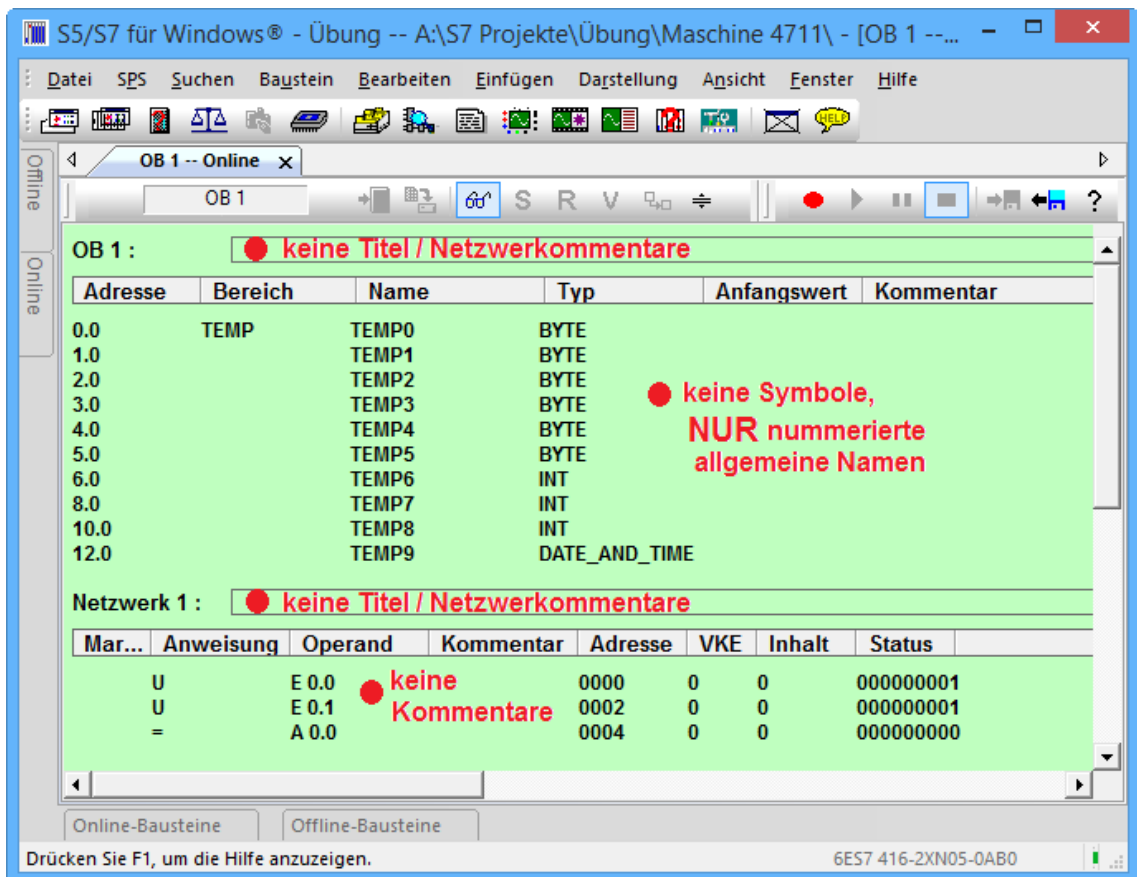 S5/S7 für Windows® - Übung -- A:\S7 Projekte\Übung\Maschine 4711\ - [OB 1 --...
Datei SPS Suchen Baustein Bearbeiten Einfügen Darstellung Ansicht Fenster Hilfe
HELP
Offline
Online
OB 1 -- Online x
OB 1 S R V ?
OB 1 : keine Titel / Netzwerkommentare
Adresse Bereich Name Typ Anfangswert Kommentar
0.0 TEMP TEMP0 BYTE
1.0 TEMP1 BYTE
2.0 TEMP2 BYTE
3.0 TEMP3 BYTE
4.0 TEMP4 BYTE
5.0 TEMP5 BYTE
6.0 TEMP6 INT
8.0 TEMP7 INT
10.0 TEMP8 INT
12.0 TEMP9 DATE_AND_TIME
keine Symbole,
NUR nummerierte
allgemeine Namen
Netzwerk 1 : keine Titel / Netzwerkommentare
Mar... Anweisung Operand Kommentar Adresse VKE Inhalt Status
U E 0.0 0000 0 0 000000001
U E 0.1 0002 0 0 000000001
= A 0.0 0004 0 0 000000000
keine
Kommentare
Online-Bausteine Offline-Bausteine
Drücken Sie F1, um die Hilfe anzuzeigen. 6ES7 416-2XN05-0AB0